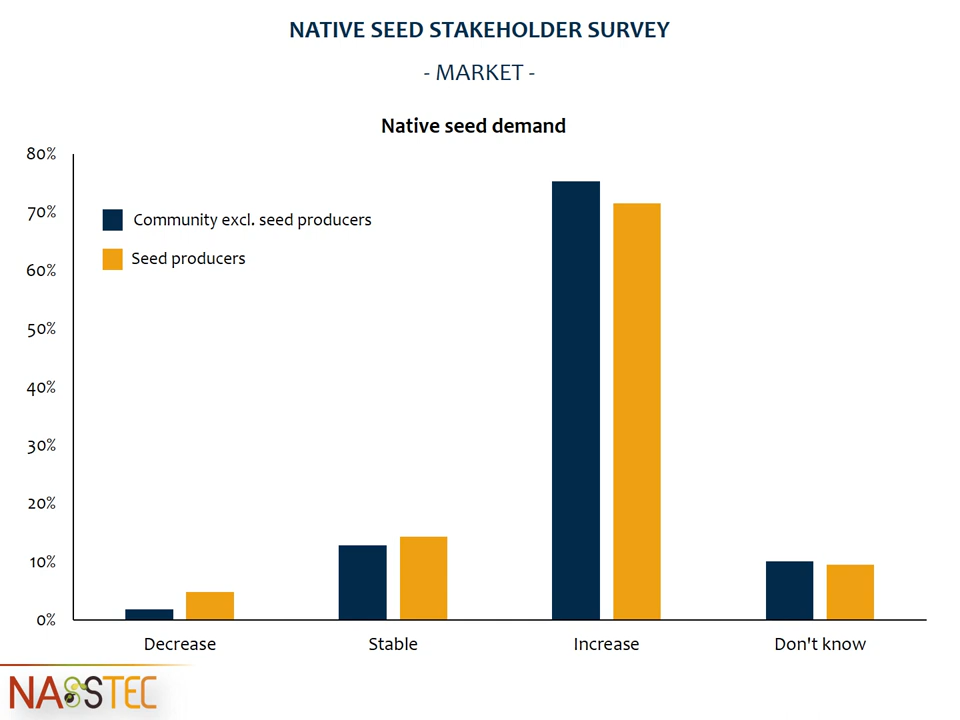 NATIVE SEED STAKEHOLDER SURVEY
- MARKET -
Native seed demand
80%
70%
60%
50%
40%
30%
20%
10%
0%
Community excl. seed producers
Seed producers
Decrease Stable Increase Don't know
NASSTEC